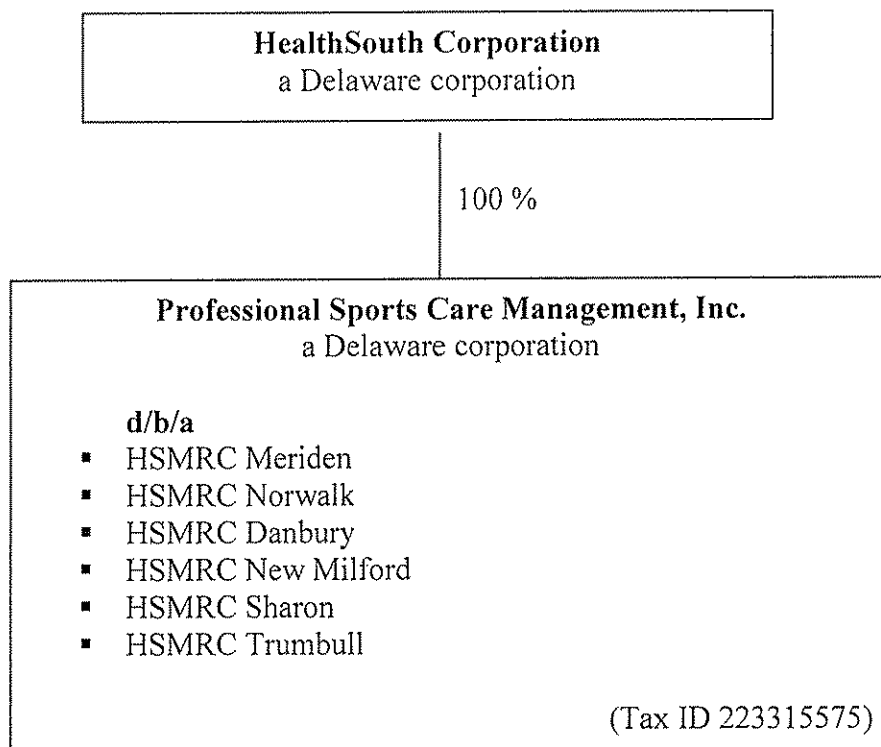 HealthSouth Corporation
a Delaware corporation
100 %
Professional Sports Care Management, Inc.
a Delaware corporation
d/b/a
▪ HSMRC Meriden
▪ HSMRC Norwalk
▪ HSMRC Danbury
▪ HSMRC New Milford
▪ HSMRC Sharon
▪ HSMRC Trumbull
(Tax ID 223315575)